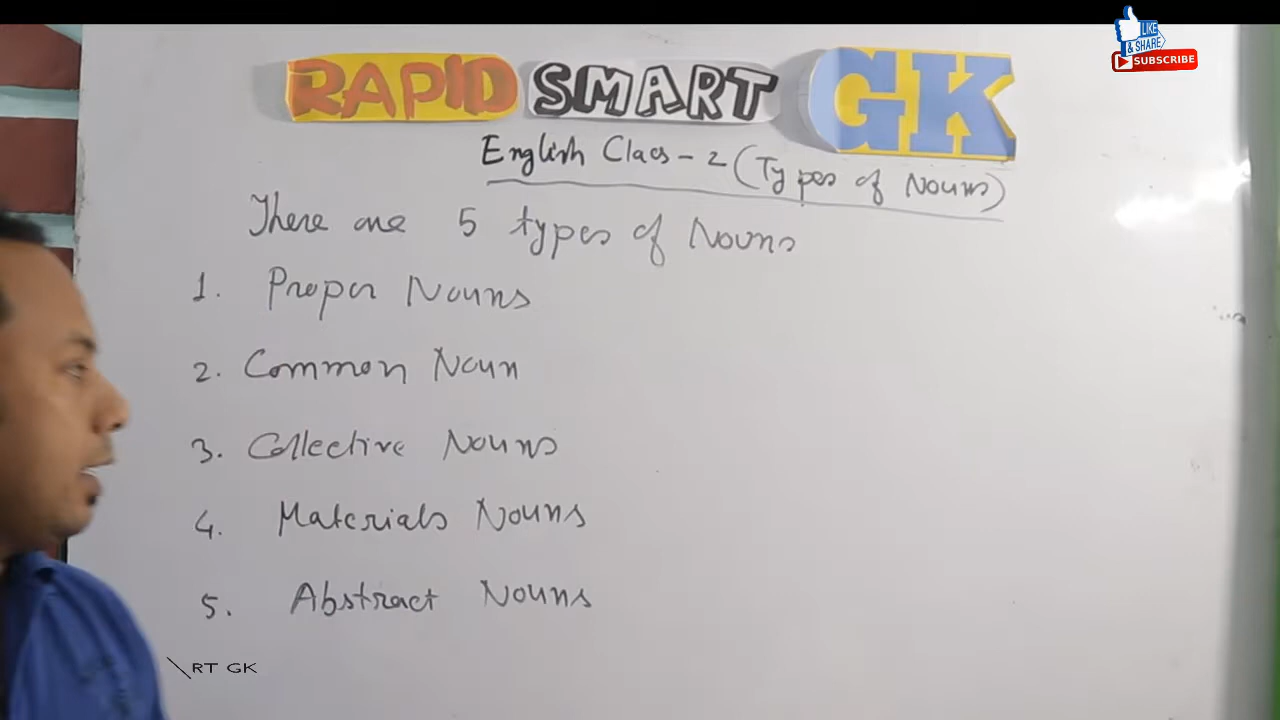 LIKE
& SHARE
SUBSCRIBE
RAPID SMART GK
English Class - 2 (Types of Nouns)
There are 5 types of Nouns
1. Proper Nouns
2. Common Noun
3. Collective Nouns
4. Materials Nouns
5. Abstract Nouns
RT GK